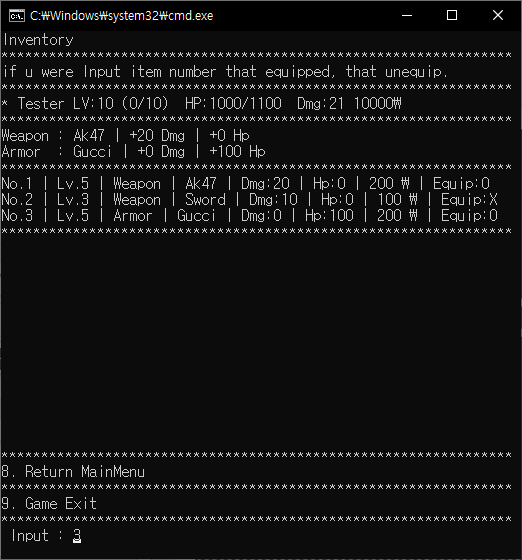 C:₩Windows₩system32₩cmd.exe
Inventory
****************************************************************
if u were Input item number that equipped, that unequip.
****************************************************************
* Tester LV:10 (0/10)  HP:1000/1100  Dmg:21 10000₩
****************************************************************
Weapon : Ak47 | +20 Dmg | +0 Hp
Armor  : Gucci | +0 Dmg | +100 Hp
****************************************************************
No.1 | Lv.5 | Weapon | Ak47 | Dmg:20 | Hp:0 | 200 ₩ | Equip:O
No.2 | Lv.3 | Weapon | Sword | Dmg:10 | Hp:0 | 100 ₩ | Equip:X
No.3 | Lv.5 | Armor | Gucci | Dmg:0 | Hp:100 | 200 ₩ | Equip:O
****************************************************************
****************************************************************
8. Return MainMenu
****************************************************************
9. Game Exit
****************************************************************
Input : 3